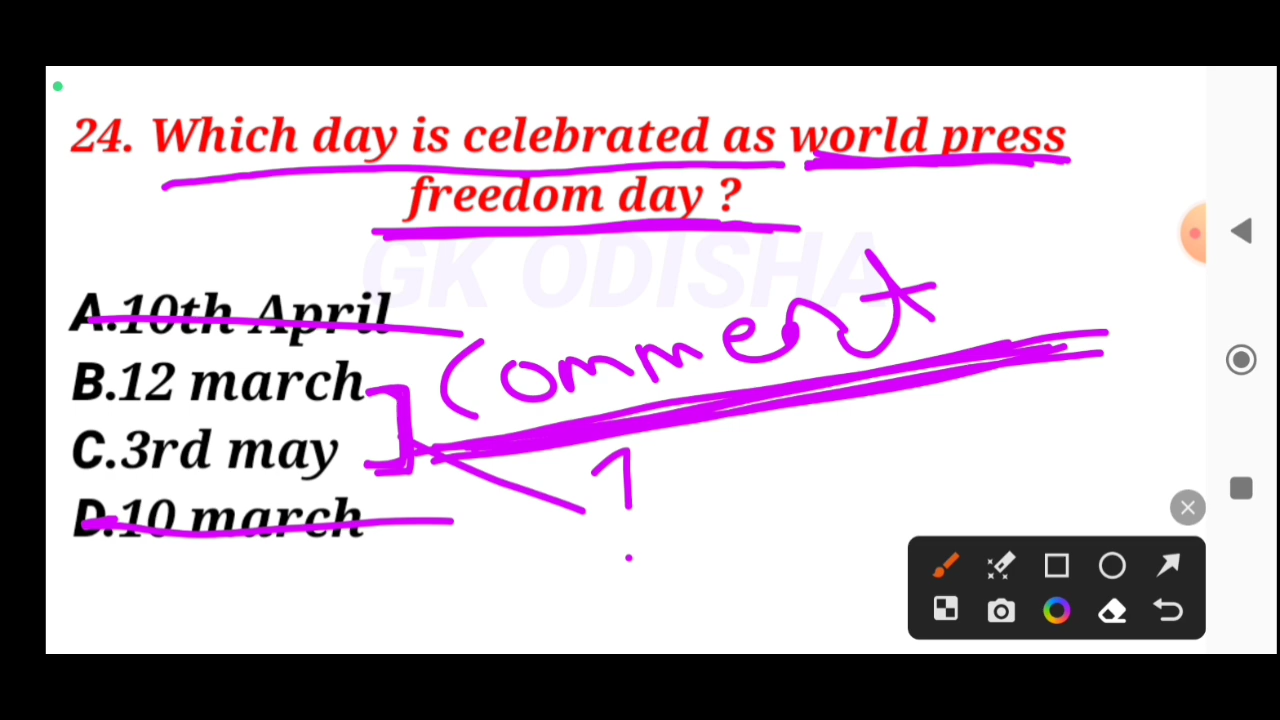 24. Which day is celebrated as world press
freedom day ?
GK ODISHA
A.10th April
B.12 march
C.3rd may
D.10 march
Comment